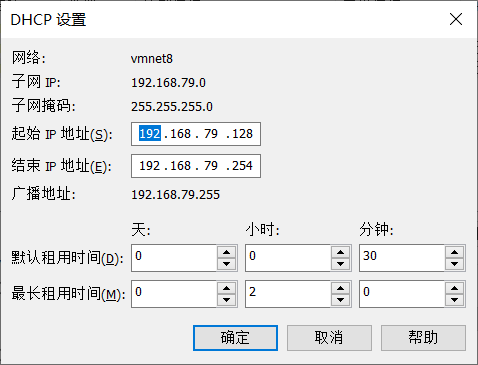 DHCP 设置
网络: vmnet8
子网 IP: 192.168.79.0
子网掩码: 255.255.255.0
起始 IP 地址(S): 192 . 168 . 79 . 128
结束 IP 地址(E): 192 . 168 . 79 . 254
广播地址: 192.168.79.255
天: 小时: 分钟:
默认租用时间(D): 0 0 30
最长租用时间(M): 0 2 0
确定 取消 帮助